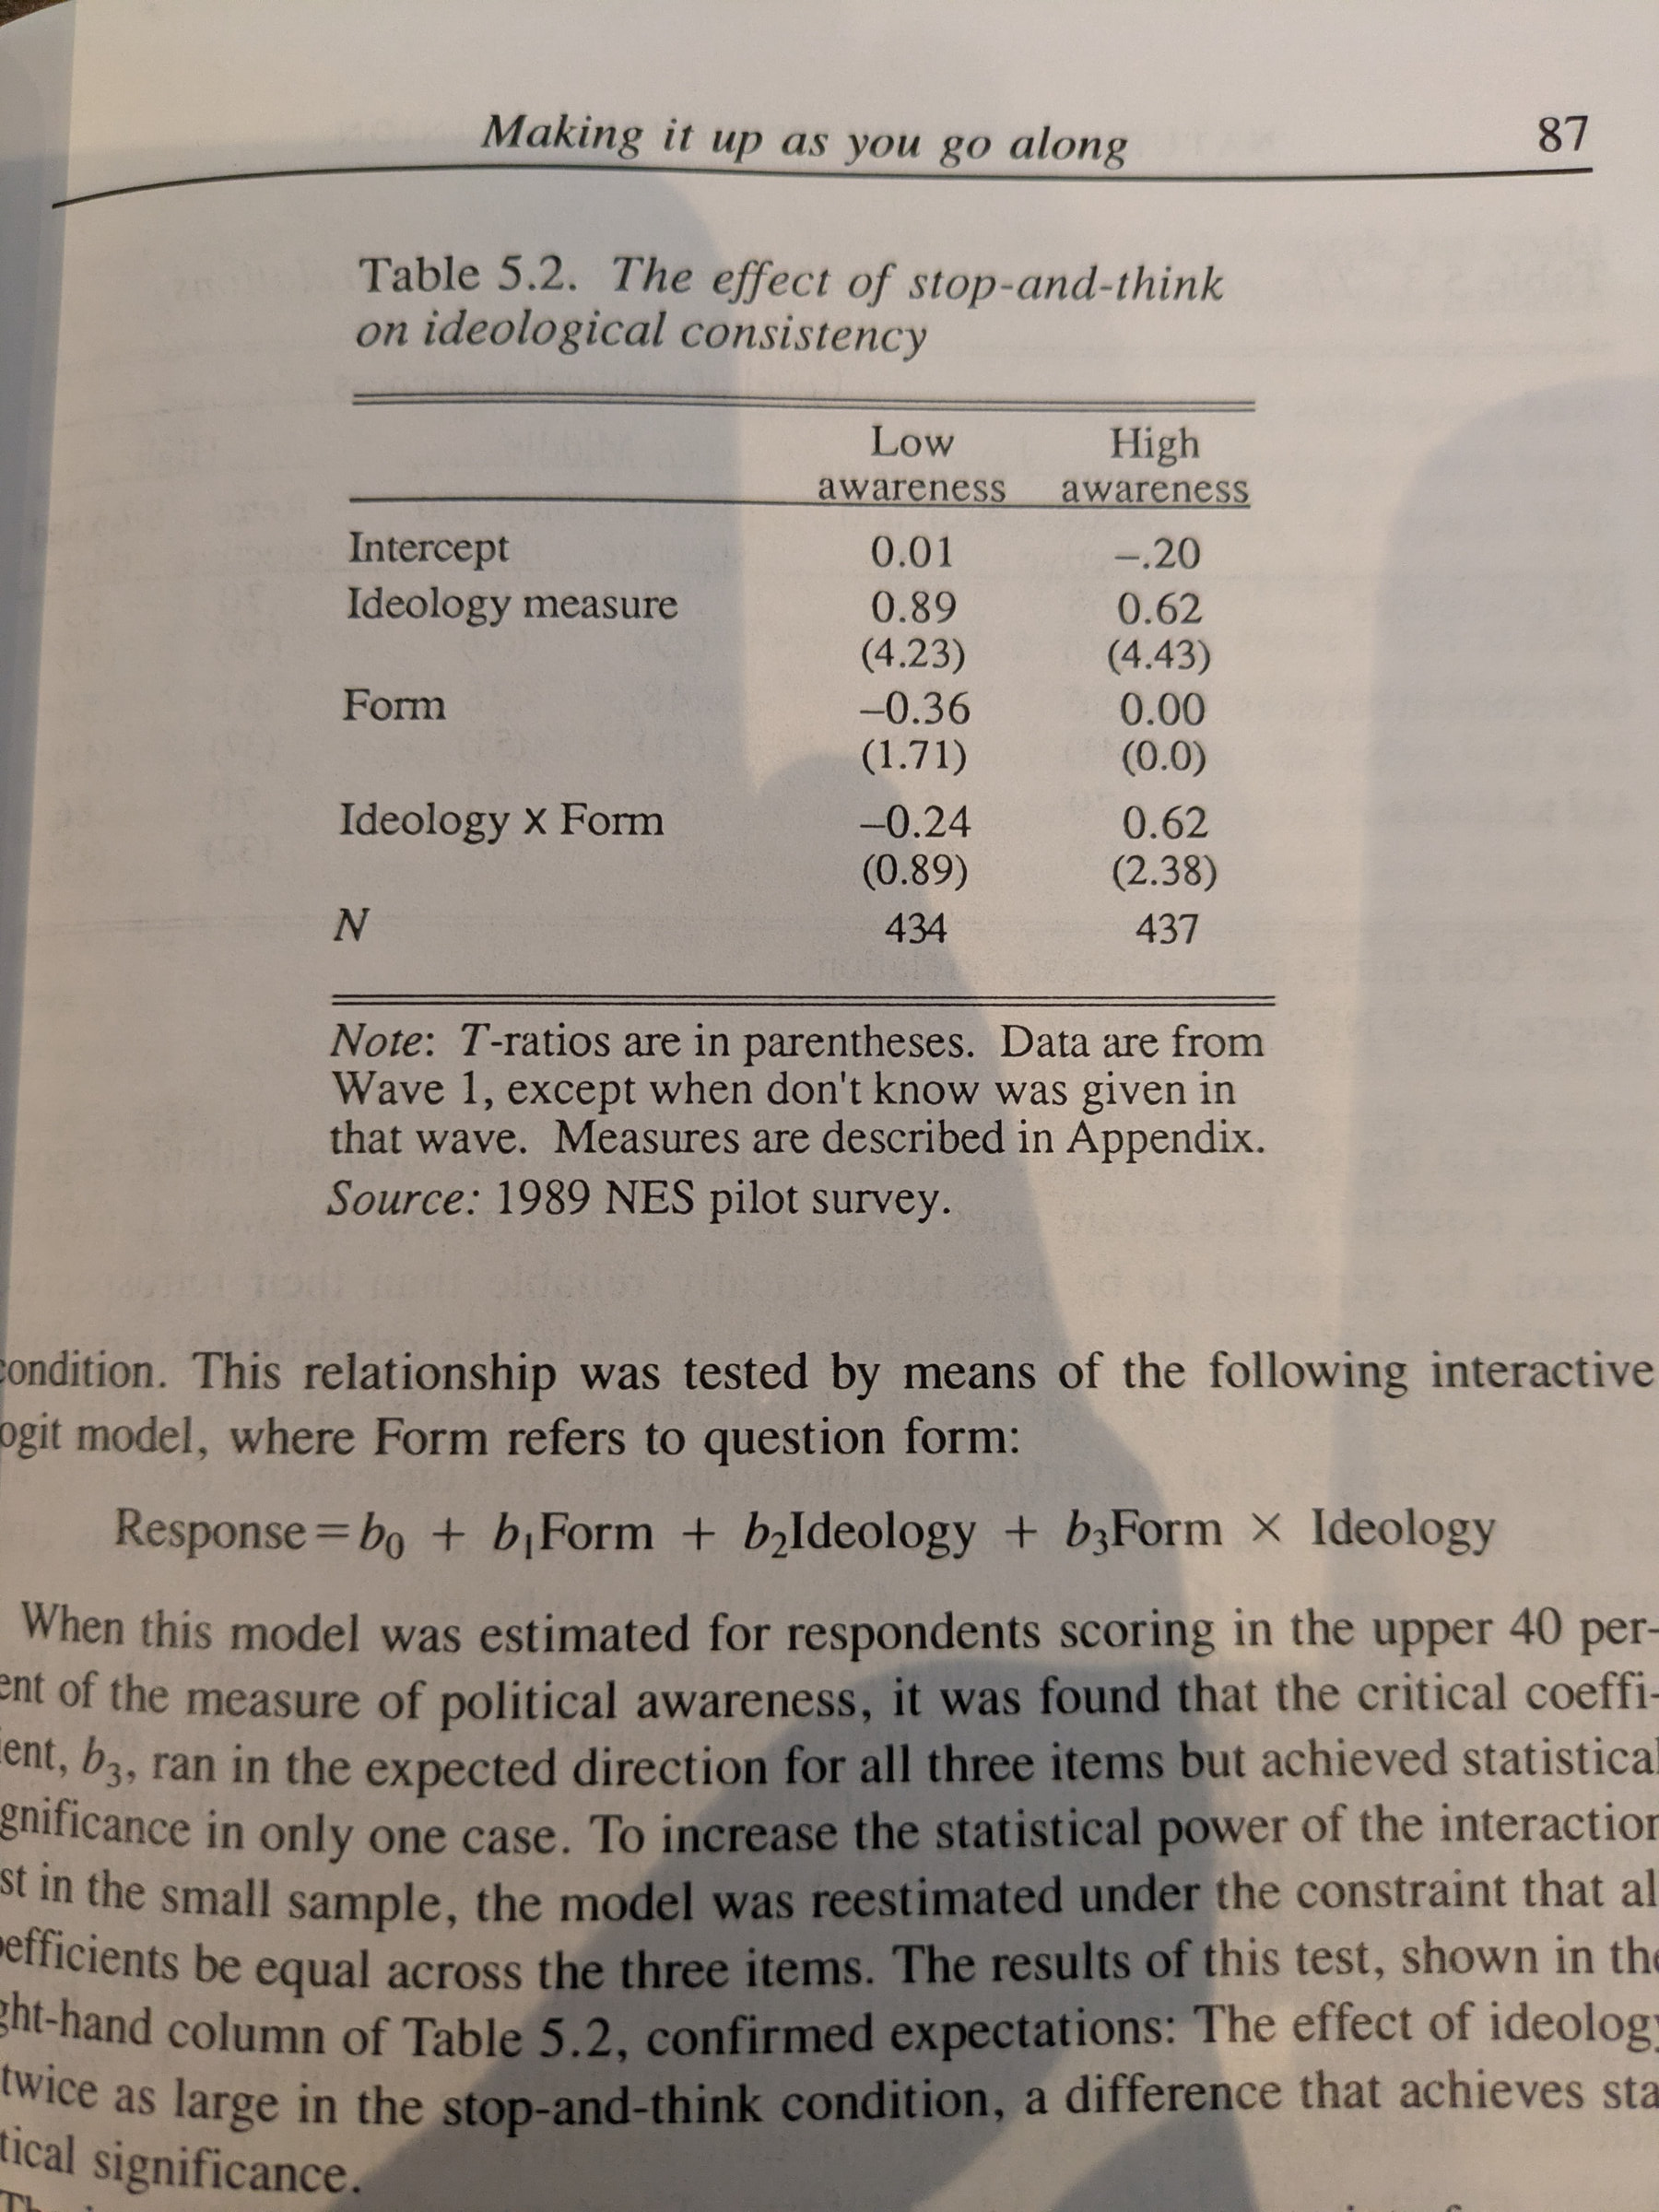 Making it up as you go along 87
Table 5.2. The effect of stop-and-think
on ideological consistency
Low High
awareness awareness
Intercept 0.01 –.20
Ideology measure 0.89 0.62
(4.23) (4.43)
Form –0.36 0.00
(1.71) (0.0)
Ideology X Form –0.24 0.62
(0.89) (2.38)
N 434 437
Note: T-ratios are in parentheses. Data are from
Wave 1, except when don't know was given in
that wave. Measures are described in Appendix.
Source: 1989 NES pilot survey.
condition. This relationship was tested by means of the following interactive
ogit model, where Form refers to question form:
Response = b0 + b1Form + b2Ideology + b3Form × Ideology
When this model was estimated for respondents scoring in the upper 40 per-
ent of the measure of political awareness, it was found that the critical coeffi-
ient, b3, ran in the expected direction for all three items but achieved statistical
gnificance in only one case. To increase the statistical power of the interaction
st in the small sample, the model was reestimated under the constraint that al
efficients be equal across the three items. The results of this test, shown in the
ght-hand column of Table 5.2, confirmed expectations: The effect of ideology
twice as large in the stop-and-think condition, a difference that achieves sta
tical significance.